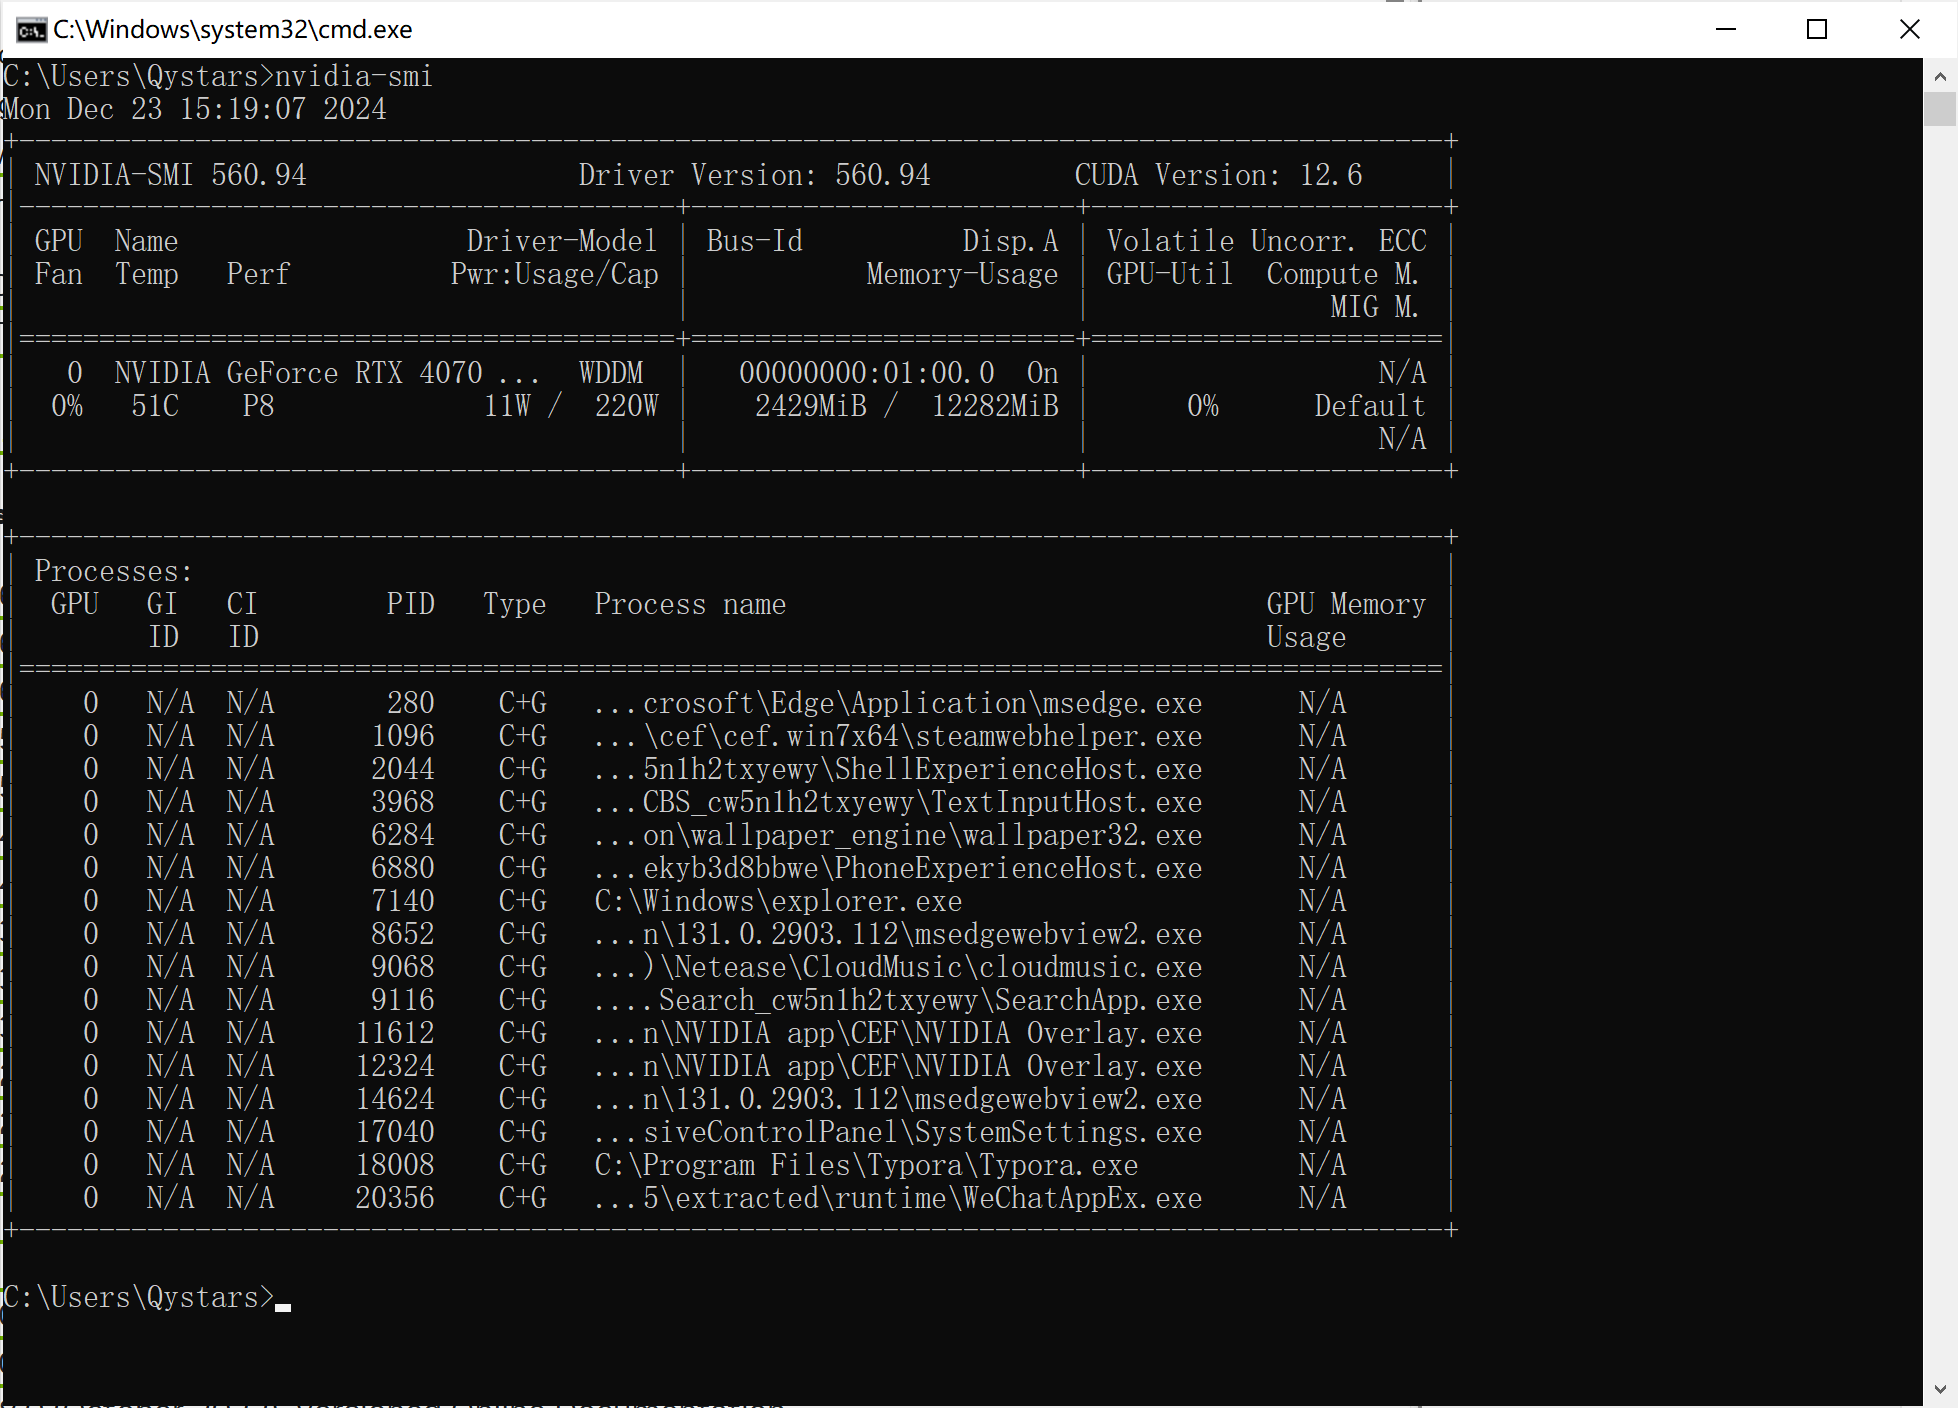 C:\Windows\system32\cmd.exe
C:\Users\Qystars>nvidia-smi
Mon Dec 23 15:19:07 2024
+-----------------------------------------------------------------------------------------+
| NVIDIA-SMI 560.94                 Driver Version: 560.94         CUDA Version: 12.6     |
|-----------------------------------------+------------------------+----------------------+
| GPU  Name                  Driver-Model | Bus-Id          Disp.A | Volatile Uncorr. ECC |
| Fan  Temp   Perf          Pwr:Usage/Cap |           Memory-Usage | GPU-Util  Compute M. |
|                                         |                        |               MIG M. |
|=========================================+========================+======================|
|   0  NVIDIA GeForce RTX 4070 ...  WDDM  |   00000000:01:00.0  On |                  N/A |
|  0%   51C    P8             11W /  220W |    2429MiB /  12282MiB |      0%      Default |
|                                         |                        |                  N/A |
+-----------------------------------------+------------------------+----------------------+
+-----------------------------------------------------------------------------------------+
| Processes:                                                                              |
|  GPU   GI   CI        PID   Type   Process name                              GPU Memory |
|        ID   ID                                                               Usage      |
|=========================================================================================|
|    0   N/A  N/A       280    C+G   ...crosoft\Edge\Application\msedge.exe      N/A      |
|    0   N/A  N/A      1096    C+G   ...\cef\cef.win7x64\steamwebhelper.exe      N/A      |
|    0   N/A  N/A      2044    C+G   ...5n1h2txyewy\ShellExperienceHost.exe      N/A      |
|    0   N/A  N/A      3968    C+G   ...CBS_cw5n1h2txyewy\TextInputHost.exe      N/A      |
|    0   N/A  N/A      6284    C+G   ...on\wallpaper_engine\wallpaper32.exe      N/A      |
|    0   N/A  N/A      6880    C+G   ...ekyb3d8bbwe\PhoneExperienceHost.exe      N/A      |
|    0   N/A  N/A      7140    C+G   C:\Windows\explorer.exe                     N/A      |
|    0   N/A  N/A      8652    C+G   ...n\131.0.2903.112\msedgewebview2.exe      N/A      |
|    0   N/A  N/A      9068    C+G   ...)\Netease\CloudMusic\cloudmusic.exe      N/A      |
|    0   N/A  N/A      9116    C+G   ....Search_cw5n1h2txyewy\SearchApp.exe      N/A      |
|    0   N/A  N/A     11612    C+G   ...n\NVIDIA app\CEF\NVIDIA Overlay.exe      N/A      |
|    0   N/A  N/A     12324    C+G   ...n\NVIDIA app\CEF\NVIDIA Overlay.exe      N/A      |
|    0   N/A  N/A     14624    C+G   ...n\131.0.2903.112\msedgewebview2.exe      N/A      |
|    0   N/A  N/A     17040    C+G   ...siveControlPanel\SystemSettings.exe      N/A      |
|    0   N/A  N/A     18008    C+G   C:\Program Files\Typora\Typora.exe          N/A      |
|    0   N/A  N/A     20356    C+G   ...5\extracted\runtime\WeChatAppEx.exe      N/A      |
+-----------------------------------------------------------------------------------------+
C:\Users\Qystars>